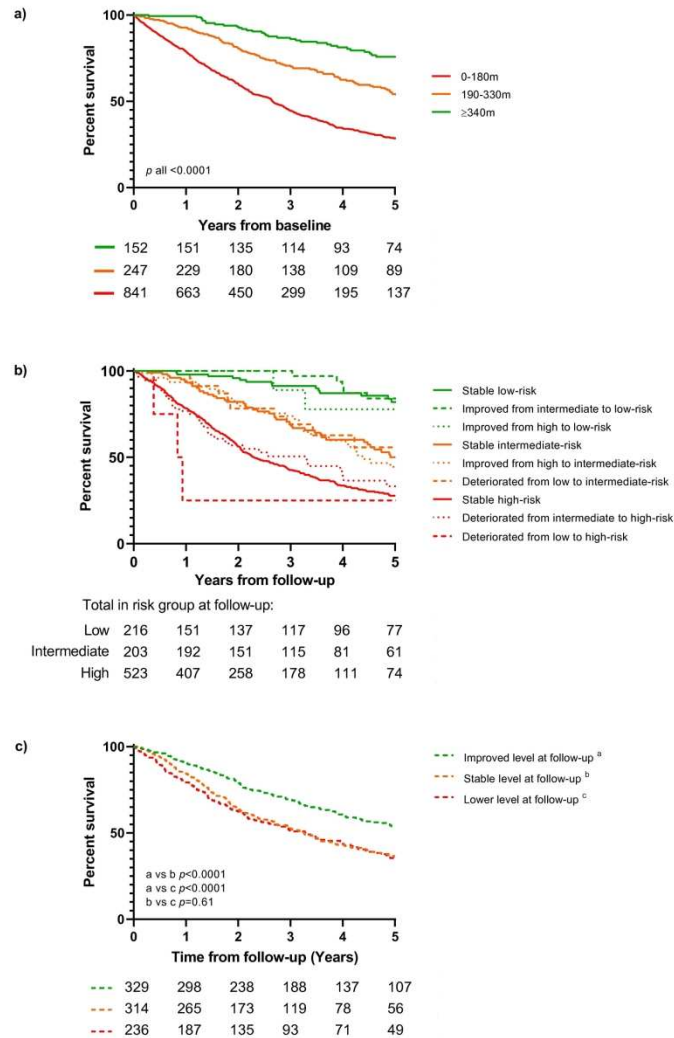 a)
100
50
0
Percent survival
p all <0.0001
0 1 2 3 4 5
Years from baseline
0-180m
190-330m
≥340m
152 151 135 114 93 74
247 229 180 138 109 89
841 663 450 299 195 137
b)
100
50
0
Percent survival
0 1 2 3 4 5
Years from follow-up
Stable low-risk
Improved from intermediate to low-risk
Improved from high to low-risk
Stable intermediate-risk
Improved from high to intermediate-risk
Deteriorated from low to intermediate-risk
Stable high-risk
Deteriorated from intermediate to high-risk
Deteriorated from low to high-risk
Total in risk group at follow-up:
Low 216 151 137 117 96 77
Intermediate 203 192 151 115 81 61
High 523 407 258 178 111 74
c)
100
50
0
Percent survival
a vs b p<0.0001
a vs c p<0.0001
b vs c p=0.61
0 1 2 3 4 5
Time from follow-up (Years)
Improved level at follow-up a
Stable level at follow-up b
Lower level at follow-up c
329 298 238 188 137 107
314 265 173 119 78 56
236 187 135 93 71 49